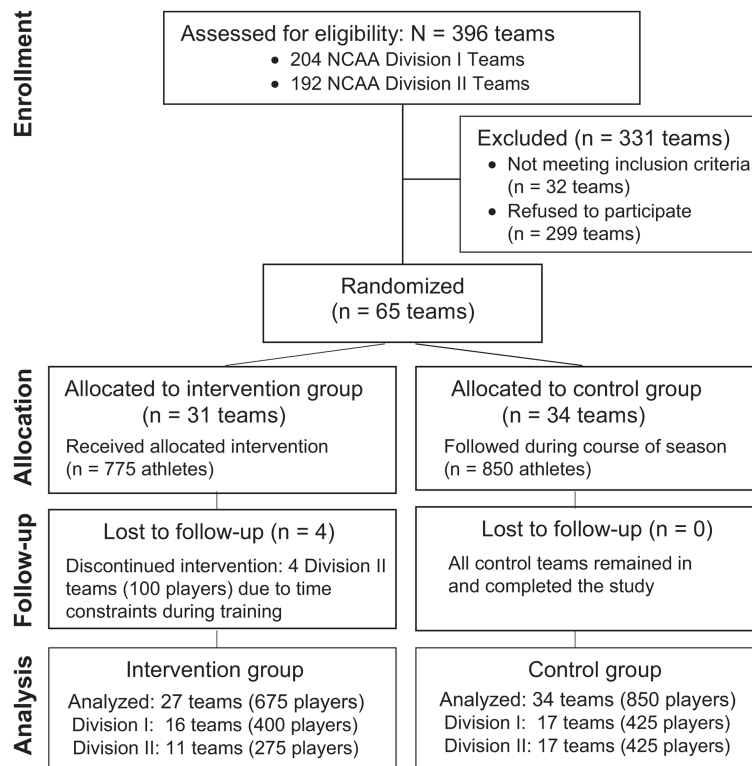 Enrollment
Assessed for eligibility: N = 396 teams
• 204 NCAA Division I Teams
• 192 NCAA Division II Teams
Excluded (n = 331 teams)
• Not meeting inclusion criteria
(n = 32 teams)
• Refused to participate
(n = 299 teams)
Randomized
(n = 65 teams)
Allocation
Allocated to intervention group
(n = 31 teams)
Received allocated intervention
(n = 775 athletes)
Allocated to control group
(n = 34 teams)
Followed during course of season
(n = 850 athletes)
Follow-up
Lost to follow-up (n = 4)
Discontinued intervention: 4 Division II
teams (100 players) due to time
constraints during training
Lost to follow-up (n = 0)
All control teams remained in
and completed the study
Analysis
Intervention group
Analyzed: 27 teams (675 players)
Division I: 16 teams (400 players)
Division II: 11 teams (275 players)
Control group
Analyzed: 34 teams (850 players)
Division I: 17 teams (425 players)
Division II: 17 teams (425 players)